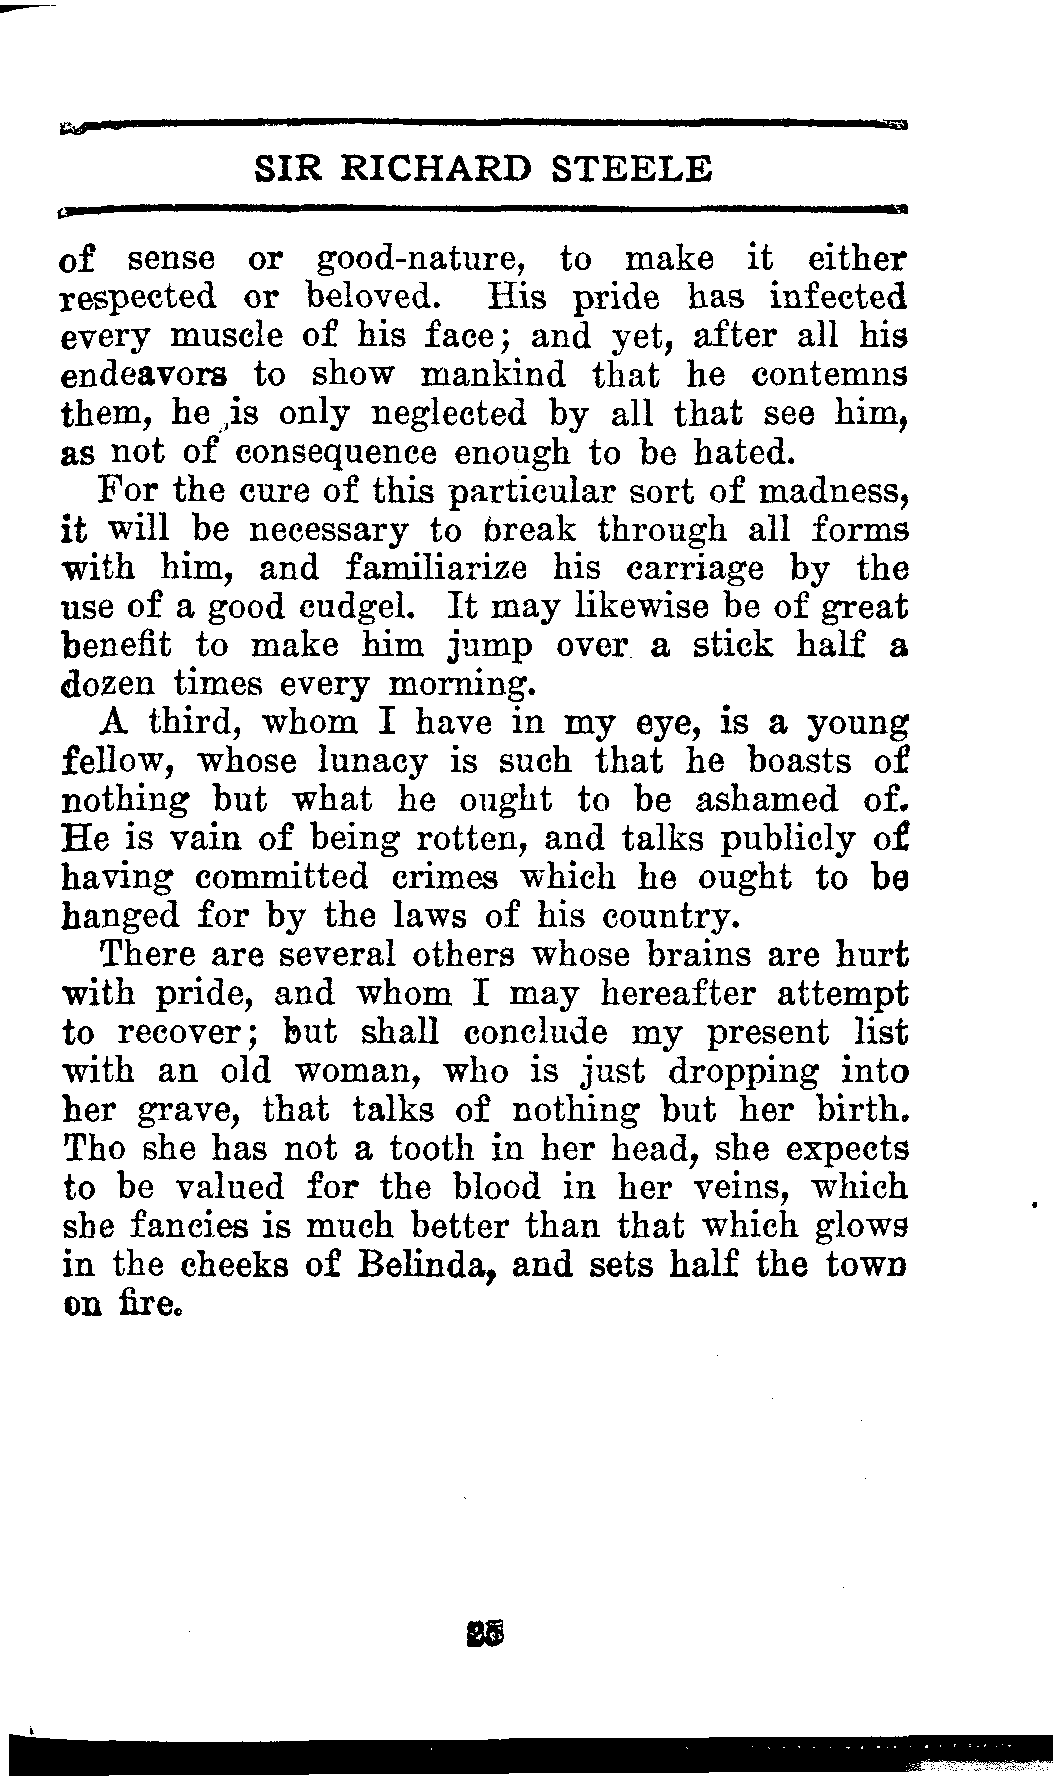 SIR RICHARD STEELE
of sense or good-nature, to make it either
respected or beloved. His pride has infected
every muscle of his face; and yet, after all his
endeavors to show mankind that he contemns
them, he is only neglected by all that see him,
as not of consequence enough to be hated.
For the cure of this particular sort of madness,
it will be necessary to break through all forms
with him, and familiarize his carriage by the
use of a good cudgel. It may likewise be of great
benefit to make him jump over a stick half a
dozen times every morning.
A third, whom I have in my eye, is a young
fellow, whose lunacy is such that he boasts of
nothing but what he ought to be ashamed of.
He is vain of being rotten, and talks publicly of
having committed crimes which he ought to be
hanged for by the laws of his country.
There are several others whose brains are hurt
with pride, and whom I may hereafter attempt
to recover; but shall conclude my present list
with an old woman, who is just dropping into
her grave, that talks of nothing but her birth.
Tho she has not a tooth in her head, she expects
to be valued for the blood in her veins, which
she fancies is much better than that which glows
in the cheeks of Belinda, and sets half the town
on fire.
25